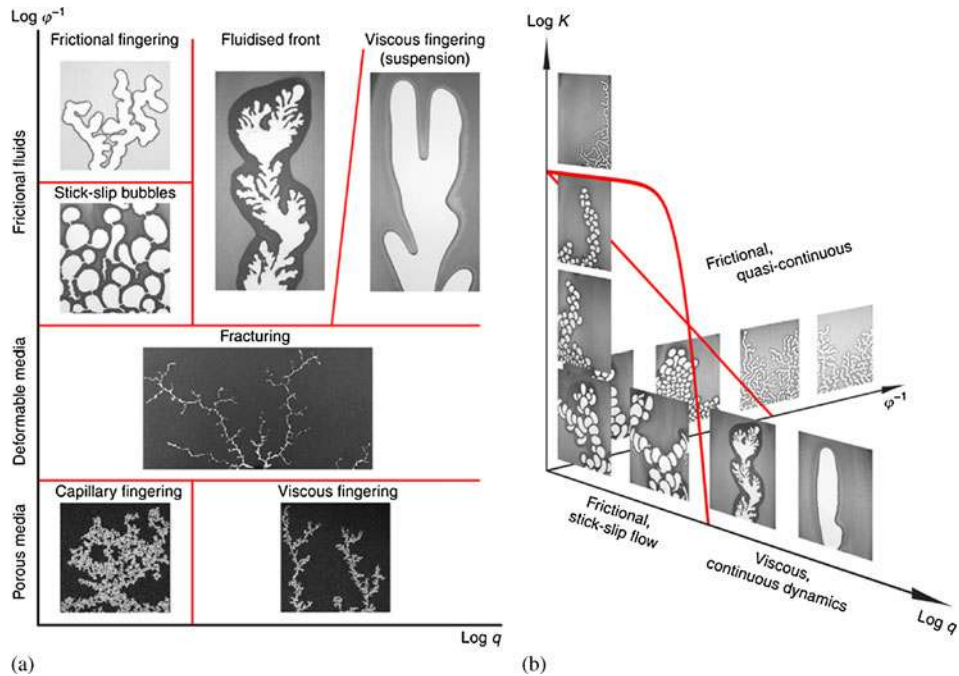 Log φ⁻¹
Frictional fingering
Fluidised front
Viscous fingering
(suspension)
Stick-slip bubbles
Frictional fluids
Fracturing
Deformable media
Capillary fingering
Viscous fingering
Porous media
Log q
(a)
Log K
Frictional,
quasi-continuous
φ⁻¹
Frictional,
stick-slip flow
Viscous,
continuous dynamics
Log q
(b)